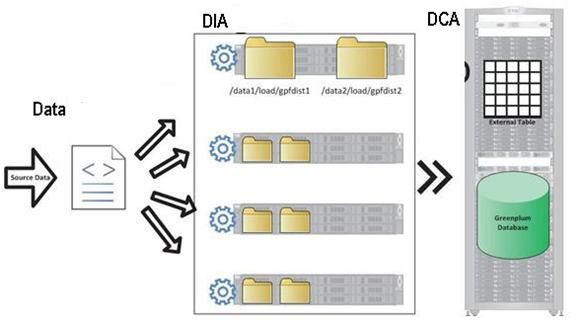 DIA
DCA
/data1/load/gpfdist1
/data2/load/gpfdist2
Data
Source Data
< >
External Table
Greenplum
Database